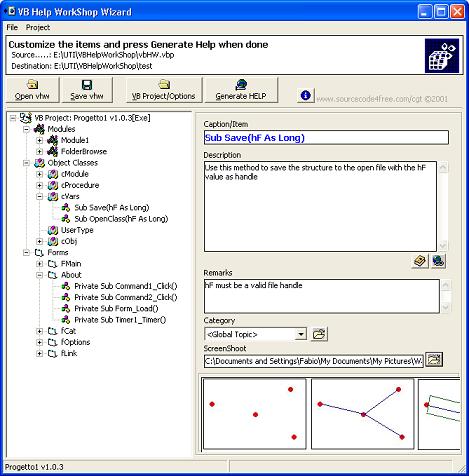 VB Help WorkShop Wizard
File Project
Customize the items and press Generate Help when done
Source.....: E:\UTI\VBHelpWorkShop\vbHW.vbp
Destination: E:\UTI\VBHelpWorkShop\test
Open vhw
Save vhw
VB Project/Options
Generate HELP
www.sourcecode4free.com/cgt ©2001
VB Project: Progetto1 v1.0.3[Exe]
Modules
Module1
FolderBrowse
Object Classes
cModule
cProcedure
cVars
Sub Save(hF As Long)
Sub OpenClass(hF As Long)
UserType
cObj
Forms
FMain
About
Private Sub Command1_Click()
Private Sub Command2_Click()
Private Sub Form_Load()
Private Sub Timer1_Timer()
fCat
fOptions
fLink
Caption/Item
Sub Save(hF As Long)
Description
Use this method to save the structure to the open file with the hF
value as handle
Remarks
hF must be a valid file handle
Category
<Global Topic>
ScreenShoot
C:\Documents and Settings\Fabio\My Documents\My Pictures\W
Progetto1 v1.0.3